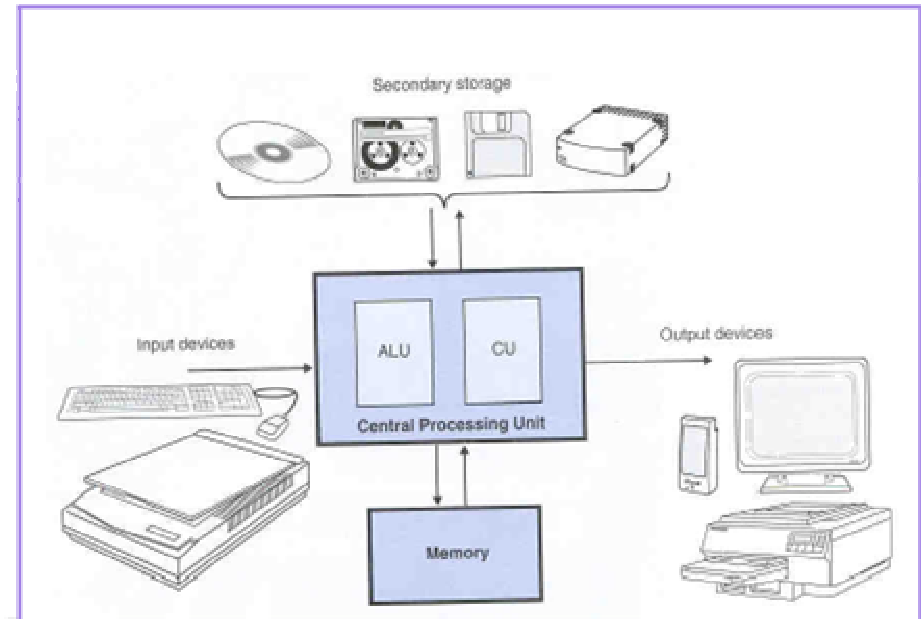 Secondary storage
Input devices
ALU
CU
Output devices
Central Processing Unit
Memory